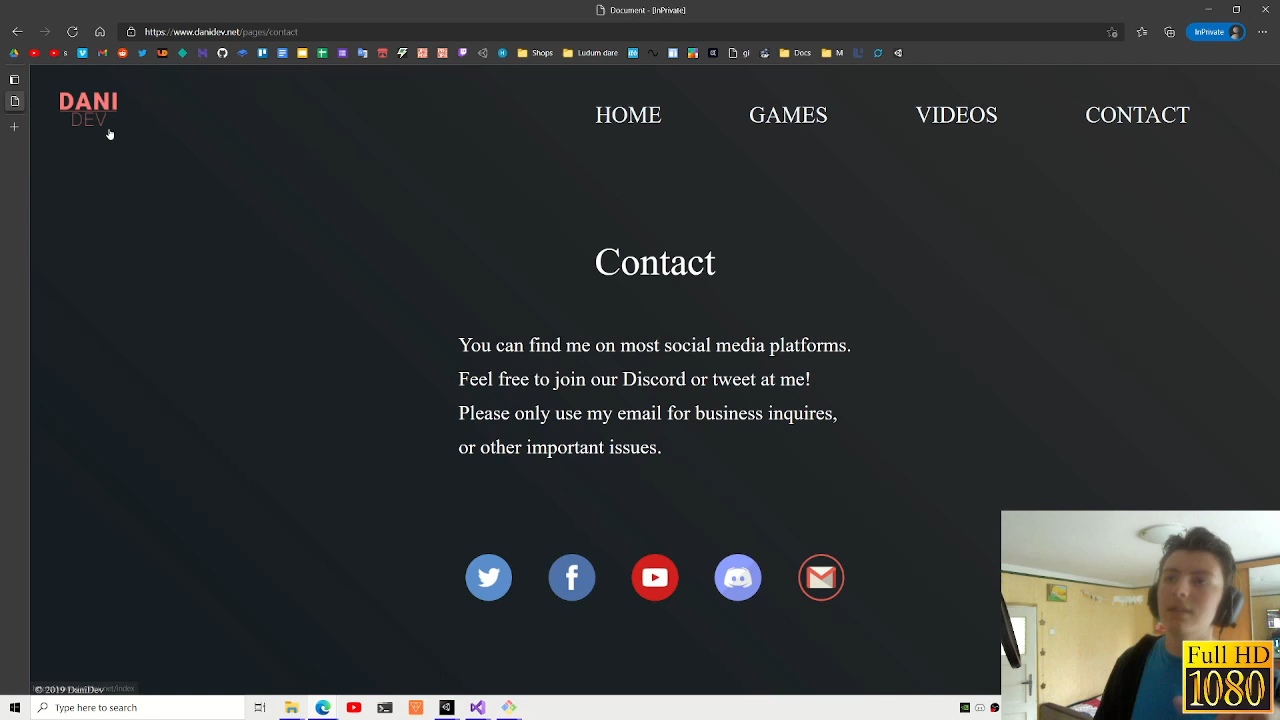 Document - [InPrivate]
https://www.danidev.net/pages/contact
InPrivate
s
Shops
Ludum dare
g
Docs
M
DANI
DEV
HOME
GAMES
VIDEOS
CONTACT
Contact
You can find me on most social media platforms.
Feel free to join our Discord or tweet at me!
Please only use my email for business inquires,
or other important issues.
© 2019 DaniDev
Type here to search
Full HD
1080